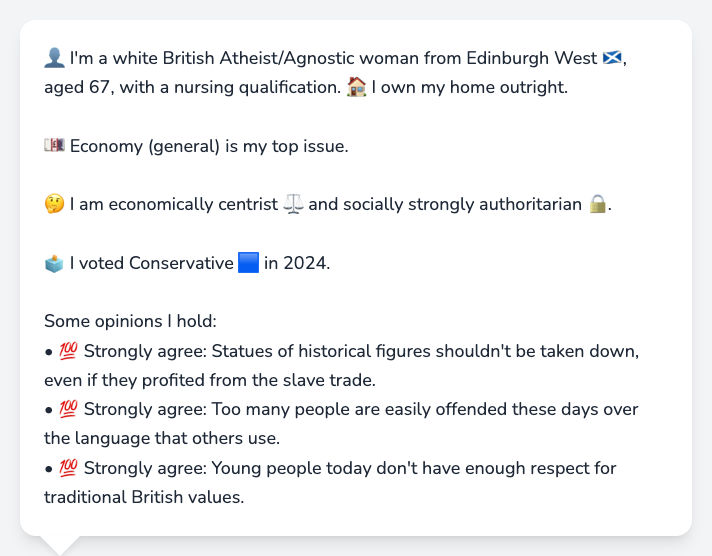 👤 I'm a white British Atheist/Agnostic woman from Edinburgh West 🏴󠁧󠁢󠁳󠁣󠁴󠁿,
aged 67, with a nursing qualification. 🏠 I own my home outright.
💷 Economy (general) is my top issue.
🤔 I am economically centrist ⚖️ and socially strongly authoritarian 🔒.
🗳️ I voted Conservative 🟦 in 2024.
Some opinions I hold:
• 💯 Strongly agree: Statues of historical figures shouldn't be taken down,
even if they profited from the slave trade.
• 💯 Strongly agree: Too many people are easily offended these days over
the language that others use.
• 💯 Strongly agree: Young people today don't have enough respect for
traditional British values.